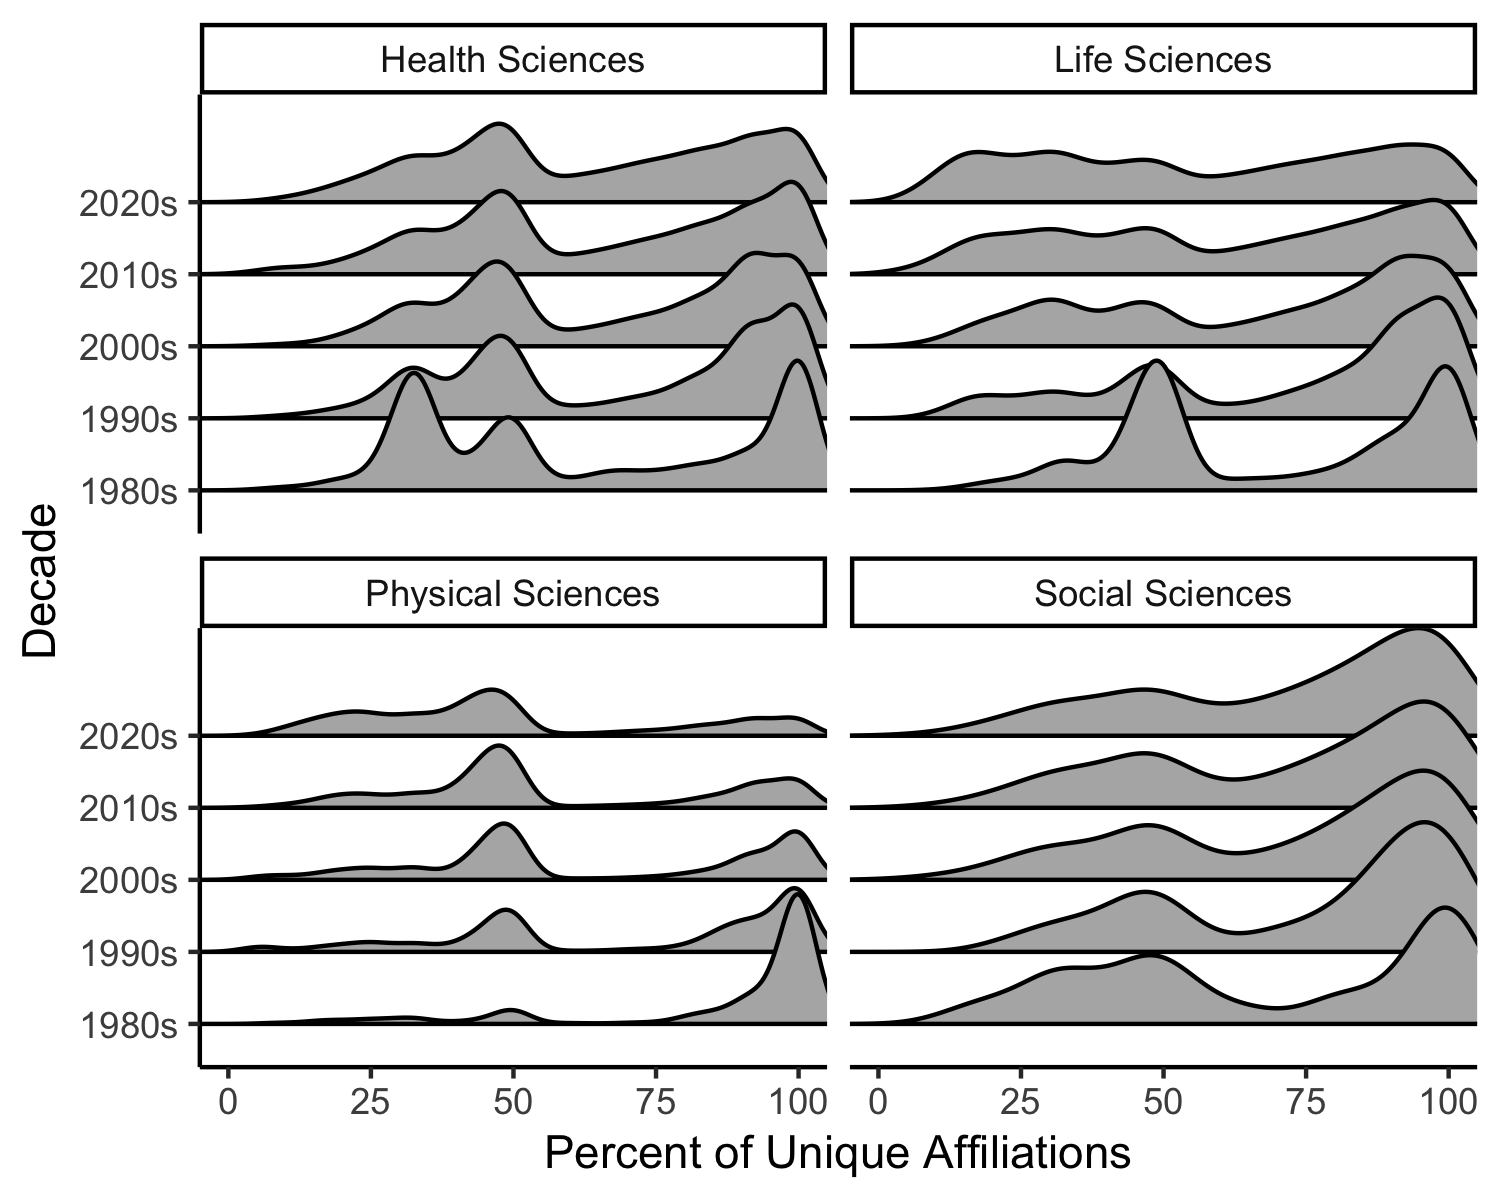 Health Sciences
Life Sciences
2020s
2010s
2000s
1990s
1980s
Decade
Physical Sciences
Social Sciences
2020s
2010s
2000s
1990s
1980s
0 25 50 75 100 0 25 50 75 100
Percent of Unique Affiliations